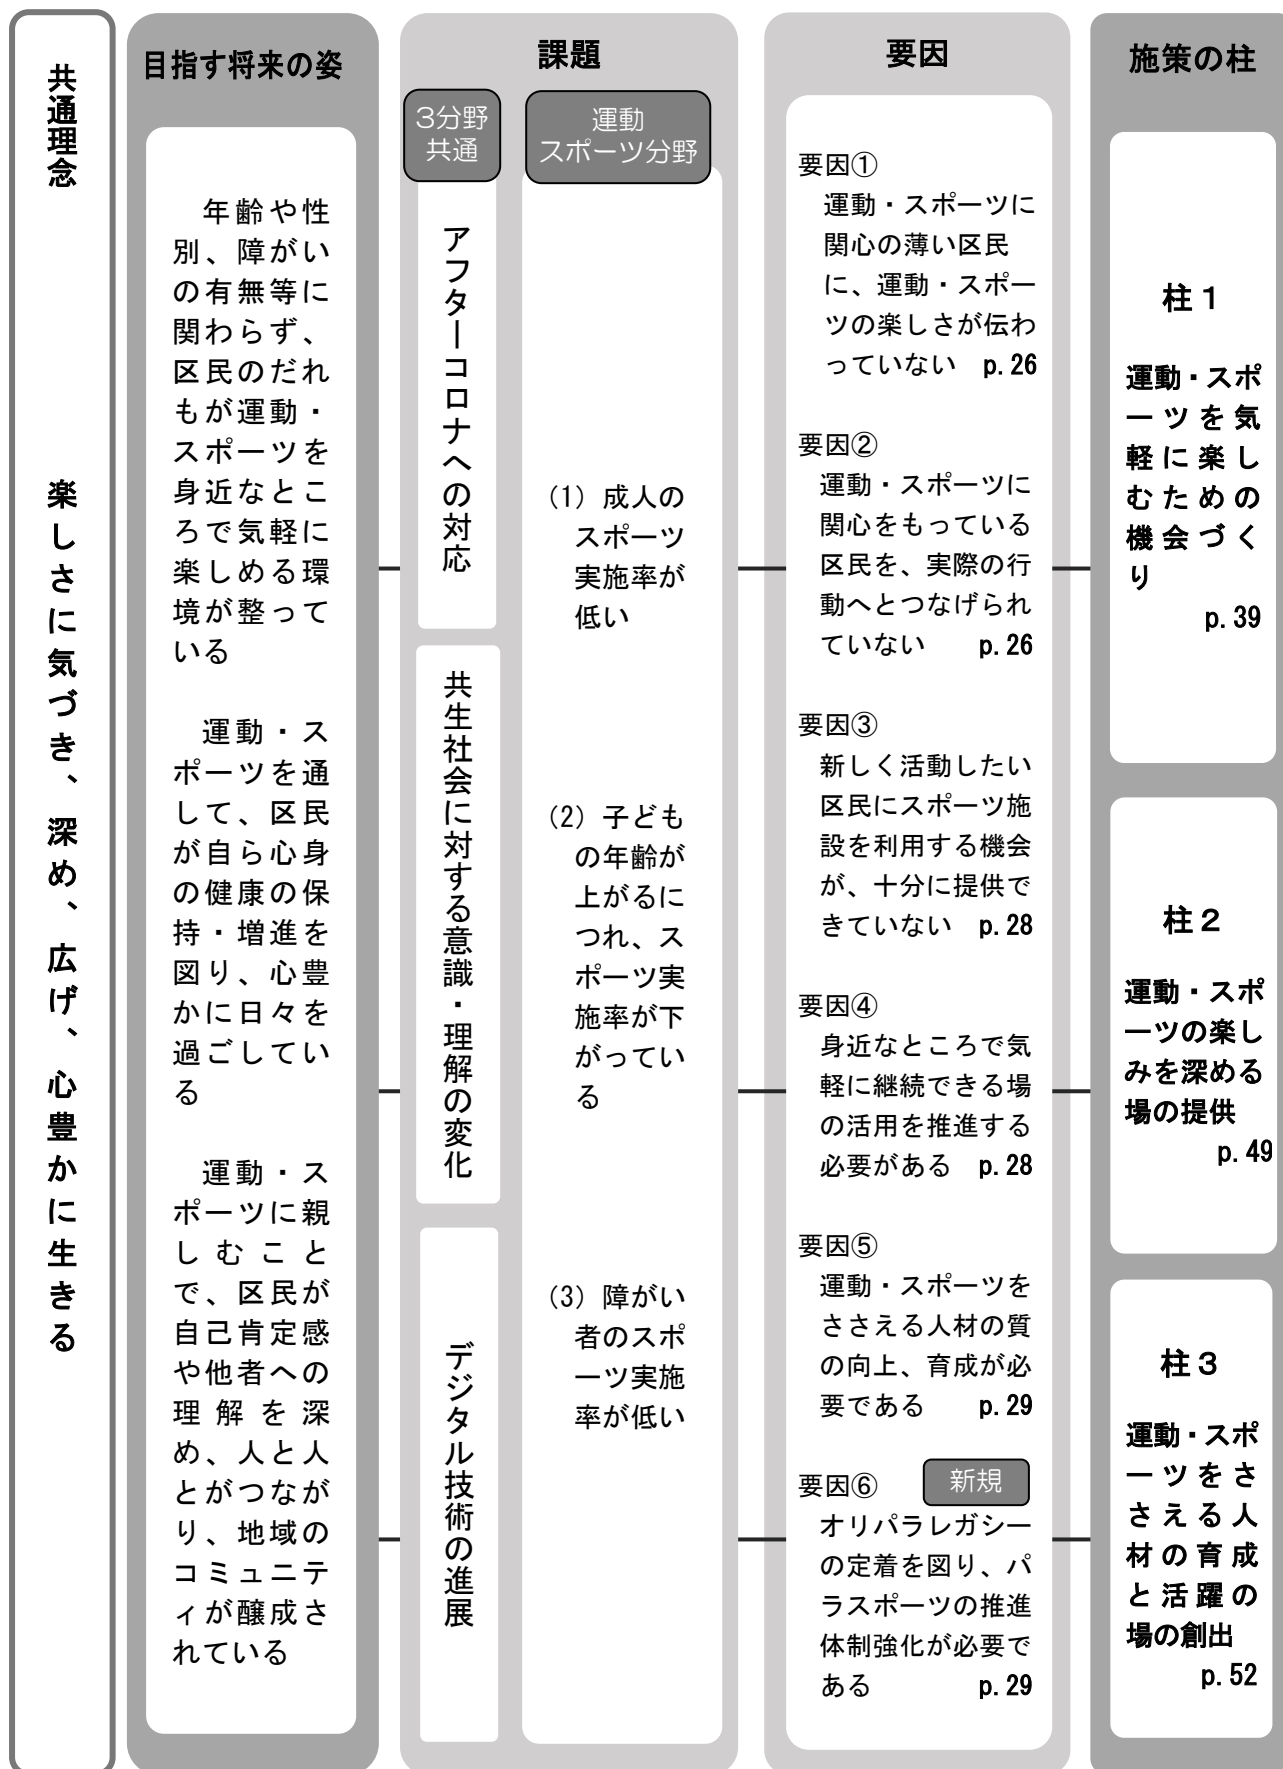 共通理念
楽しさに気づき、深め、広げ、心豊かに生きる
目指す将来の姿
年齢や性
別、障がい
の有無等に
関わらず、
区民のだれ
もが運動・
スポーツを
身近なとこ
ろで気軽に
楽しめる環
境が整って
いる
運動・ス
ポーツを通
して、区民
が自ら心身
の健康の保
持・増進を
図り、心豊
かに日々を
過ごしてい
る
運動・ス
ポーツに親
しむこと
で、区民が
自己肯定感
や他者への
理解を深
め、人と人
とがつなが
り、地域の
コミュニテ
ィが醸成さ
れている
課題
3分野
共通
アフターコロナへの対応
共生社会に対する意識・理解の変化
デジタル技術の進展
運動
スポーツ分野
(1) 成人の
スポーツ
実施率が
低い
(2) 子ども
の年齢が
上がるに
つれ、ス
ポーツ実
施率が下
がってい
る
(3) 障がい
者のスポ
ーツ実施
率が低い
要因
要因①
運動・スポーツに
関心の薄い区民
に、運動・スポー
ツの楽しさが伝わ
っていない p.26
要因②
運動・スポーツに
関心をもっている
区民を、実際の行
動へとつなげられ
ていない p.26
要因③
新しく活動したい
区民にスポーツ施
設を利用する機会
が、十分に提供で
きていない p.28
要因④
身近なところで気
軽に継続できる場
の活用を推進する
必要がある p.28
要因⑤
運動・スポーツを
ささえる人材の質
の向上、育成が必
要である p.29
要因⑥ 新規
オリパラレガシー
の定着を図り、パ
ラスポーツの推進
体制強化が必要で
ある p.29
施策の柱
柱1
運動・スポ
ーツを気
軽に楽し
むための
機会づく
り
p.39
柱2
運動・スポ
ーツの楽し
みを深める
場の提供
p.49
柱3
運動・スポ
ーツをさ
さえる人
材の育成
と活躍の
場の創出
p.52